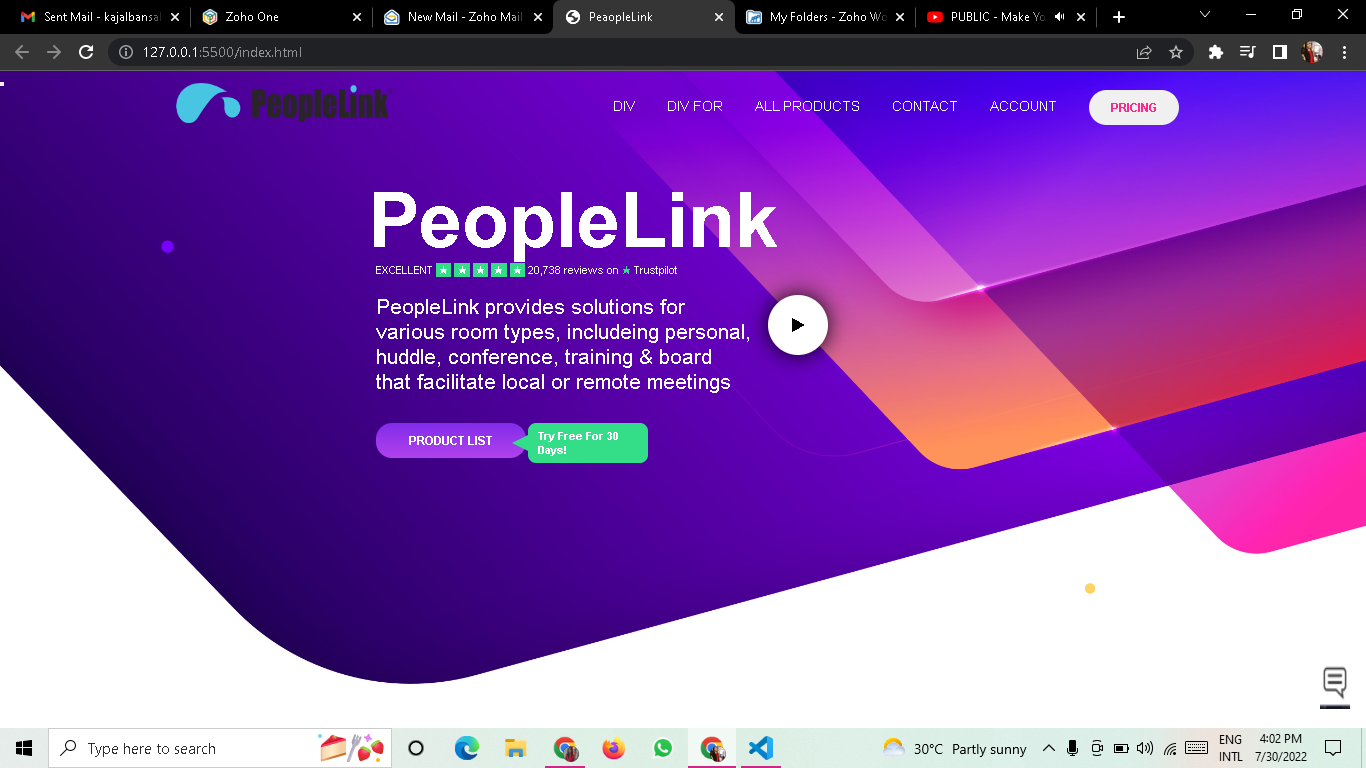 Sent Mail - kajalbansal
Zoho One
New Mail - Zoho Mail
PeaopleLink
My Folders - Zoho Wo
PUBLIC - Make Yo
127.0.0.1:5500/index.html
PeopleLink
DIV
DIV FOR
ALL PRODUCTS
CONTACT
ACCOUNT
PRICING
PeopleLink
EXCELLENT 20,738 reviews on Trustpilot
PeopleLink provides solutions for
various room types, includeing personal,
huddle, conference, training & board
that facilitate local or remote meetings
PRODUCT LIST
Try Free For 30
Days!
Type here to search
30°C Partly sunny
ENG
INTL
4:02 PM
7/30/2022